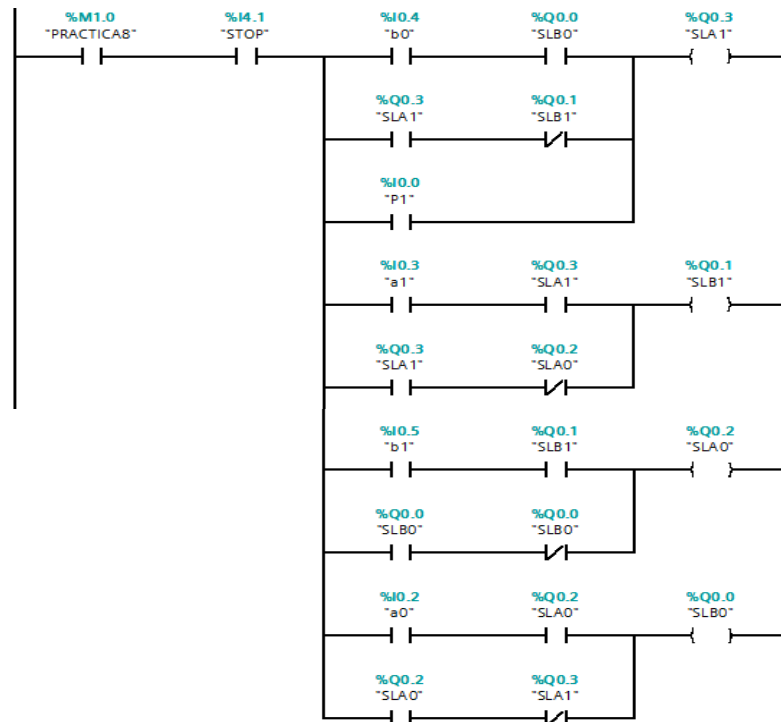 %M1.0 %I4.1 %I0.4 %Q0.0 %Q0.3
"PRACTICA8" "STOP" "b0" "SLB0" "SLA1"
%Q0.3 %Q0.1
"SLA1" "SLB1"
%I0.0
"P1"
%I0.3 %Q0.3 %Q0.1
"a1" "SLA1" "SLB1"
%Q0.3 %Q0.2
"SLA1" "SLA0"
%I0.5 %Q0.1 %Q0.2
"b1" "SLB1" "SLA0"
%Q0.0 %Q0.0
"SLB0" "SLB0"
%I0.2 %Q0.2 %Q0.0
"a0" "SLA0" "SLB0"
%Q0.2 %Q0.3
"SLA0" "SLA1"